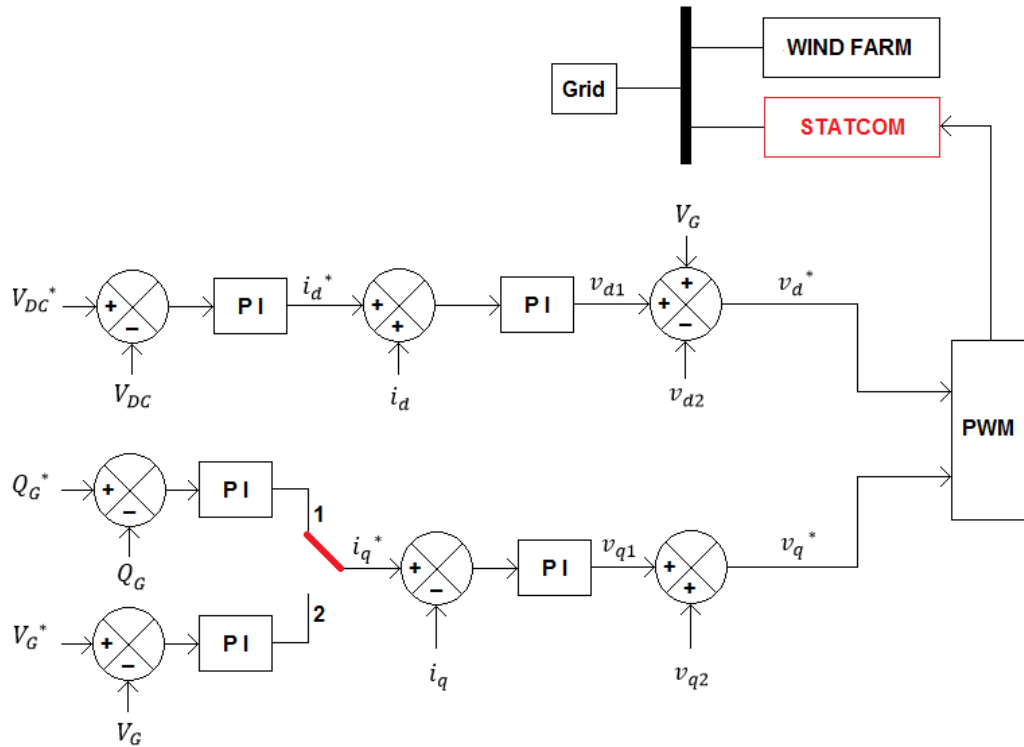 WIND FARM
Grid
STATCOM
V_G
V_DC*
+
−
PI
i_d*
+
+
PI
v_d1
+
+
−
v_d*
V_DC
i_d
v_d2
PWM
Q_G*
+
−
PI
1
Q_G
i_q*
+
−
PI
v_q1
+
+
v_q*
2
V_G*
+
−
PI
i_q
v_q2
V_G